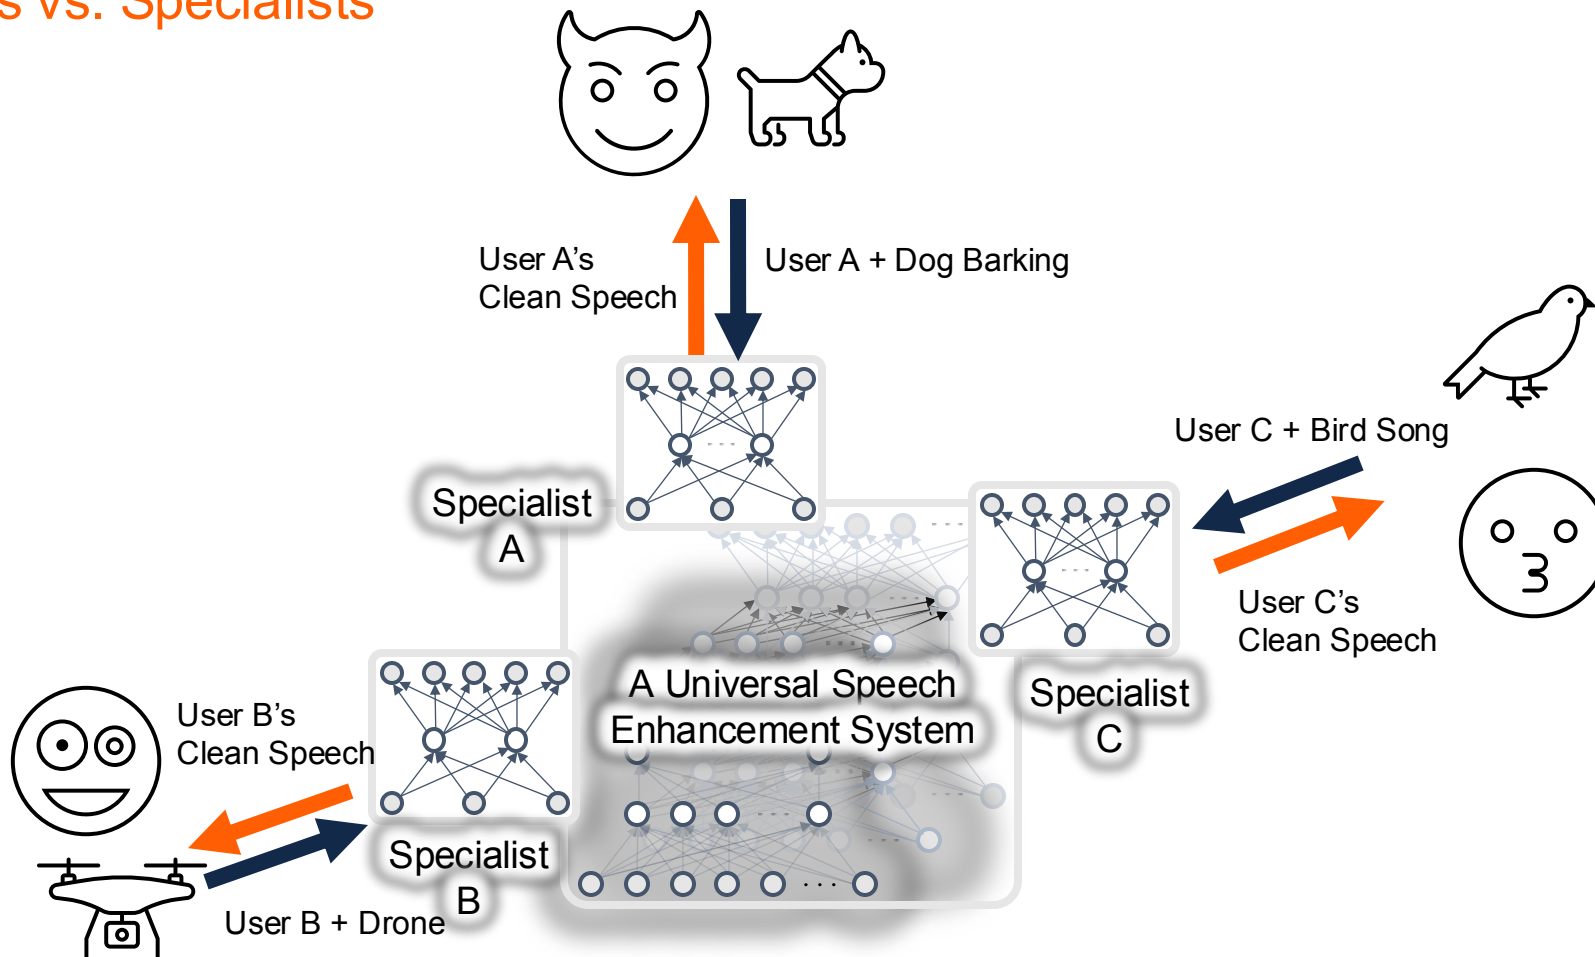 s vs. Specialists
User A's
Clean Speech
User A + Dog Barking
User C + Bird Song
Specialist
A
User C's
Clean Speech
A Universal Speech
Enhancement System
Specialist
C
User B's
Clean Speech
Specialist
B
User B + Drone